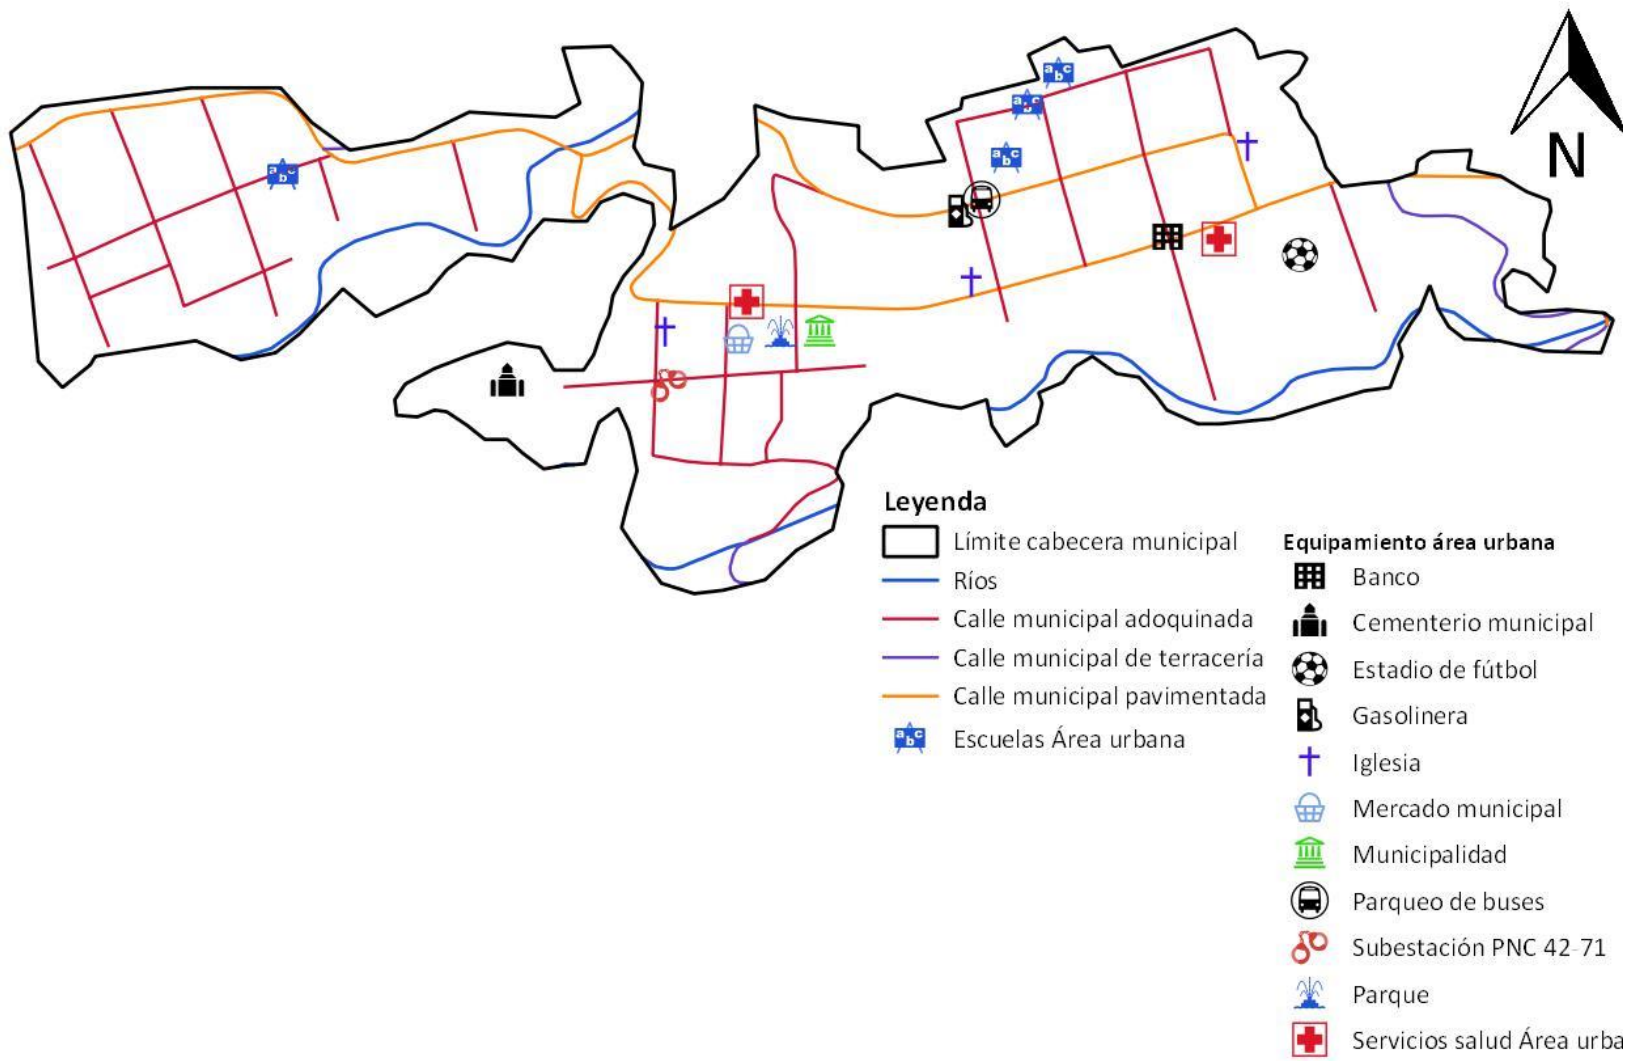 N
Leyenda
Límite cabecera municipal
Ríos
Calle municipal adoquinada
Calle municipal de terracería
Calle municipal pavimentada
Escuelas Área urbana
Equipamiento área urbana
Banco
Cementerio municipal
Estadio de fútbol
Gasolinera
Iglesia
Mercado municipal
Municipalidad
Parqueo de buses
Subestación PNC 42-71
Parque
Servicios salud Área urba